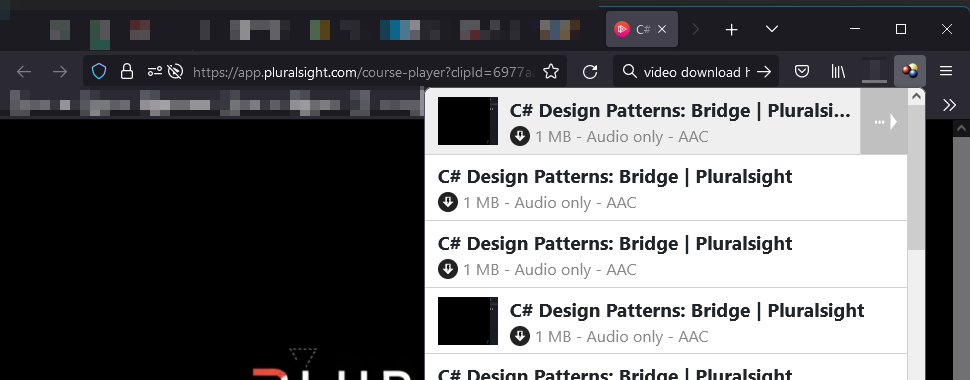 C#
https://app.pluralsight.com/course-player?clipId=6977a
video download h
C# Design Patterns: Bridge | Pluralsi...
1 MB - Audio only - AAC
C# Design Patterns: Bridge | Pluralsight
1 MB - Audio only - AAC
C# Design Patterns: Bridge | Pluralsight
1 MB - Audio only - AAC
C# Design Patterns: Bridge | Pluralsight
1 MB - Audio only - AAC
C# Design Patterns: Bridge | Pluralsight